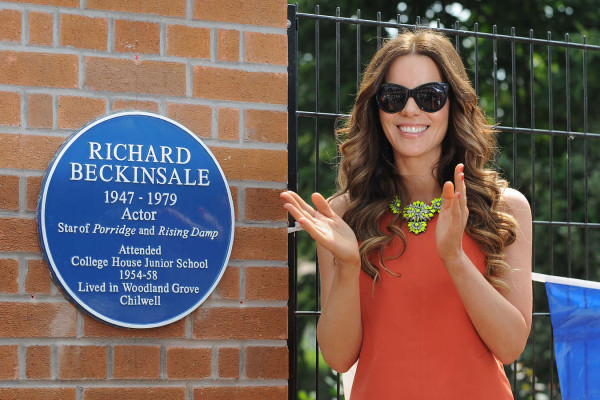 RICHARD
BECKINSALE
1947 - 1979
Actor
Star of Porridge and Rising Damp
Attended
College House Junior School
1954-58
Lived in Woodland Grove
Chilwell